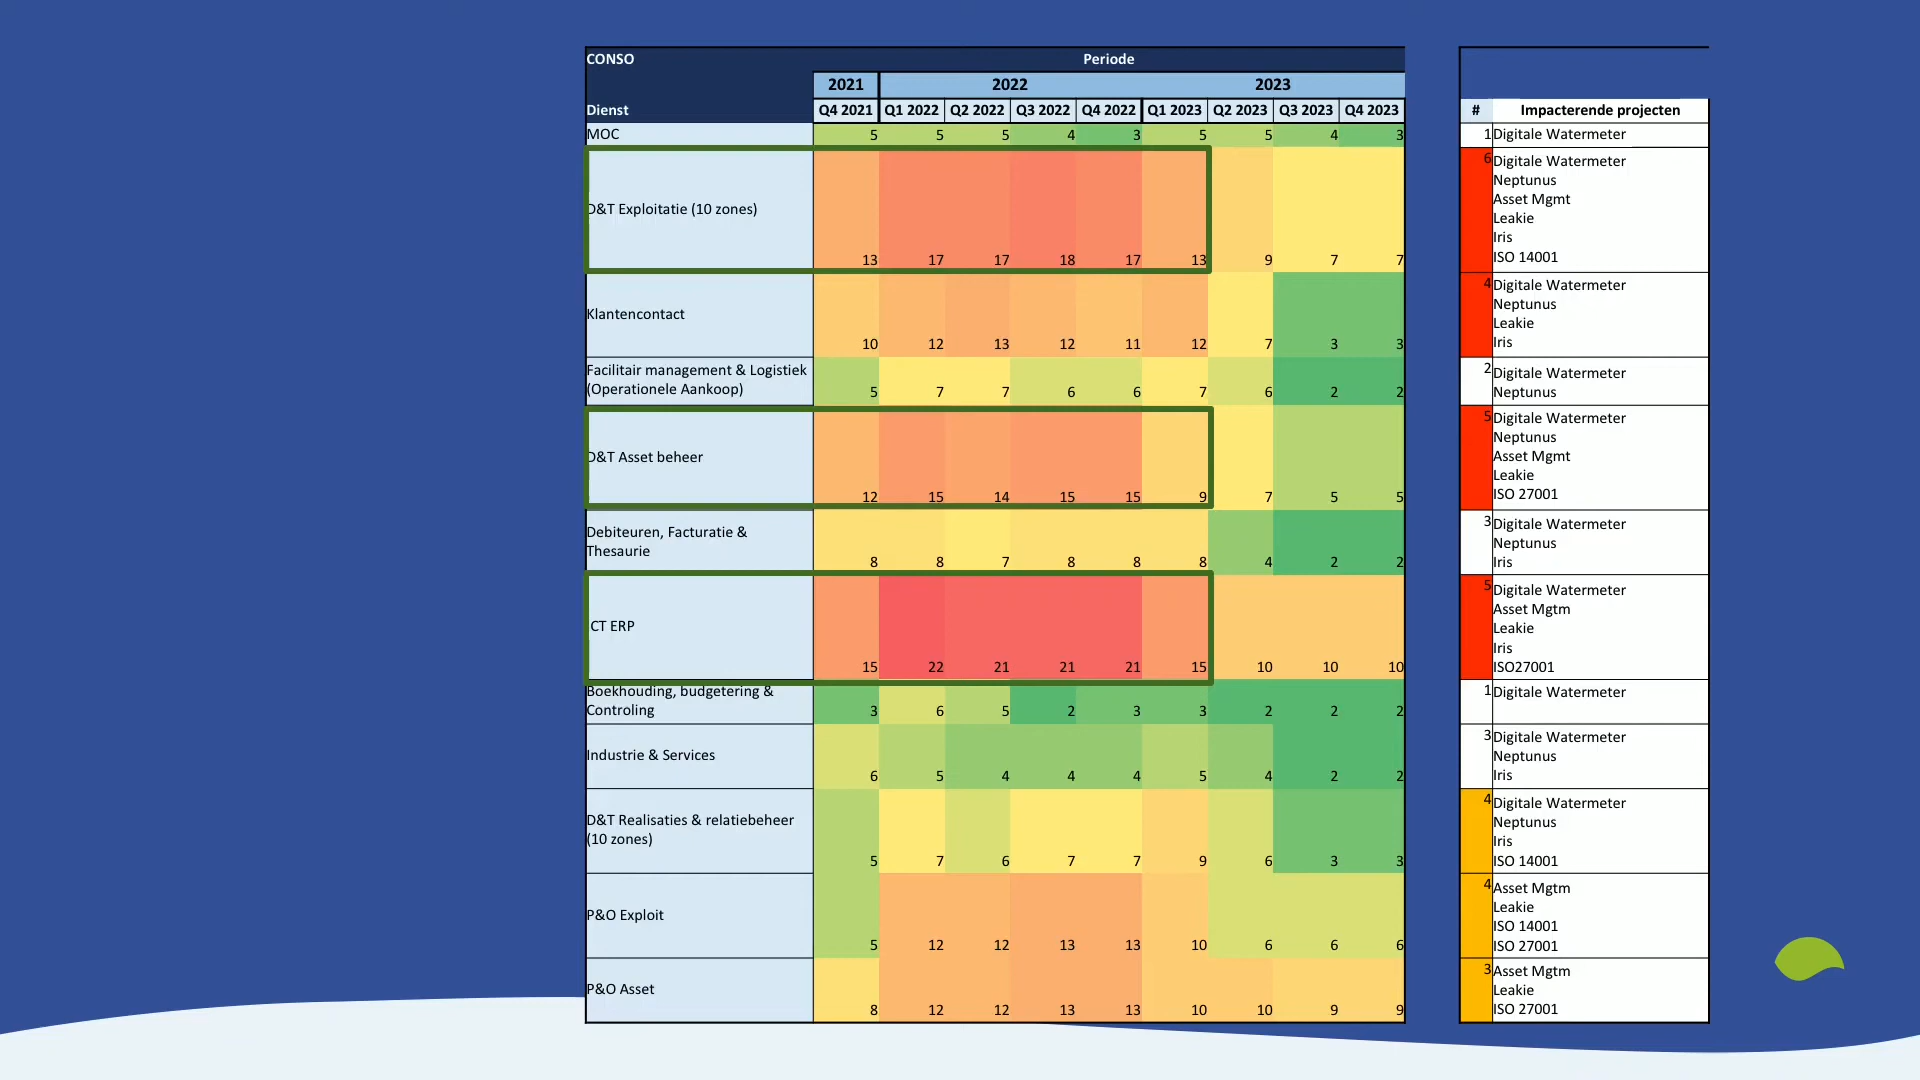 CONSO Periode
2021 2022 2023
Dienst Q4 2021 Q1 2022 Q2 2022 Q3 2022 Q4 2022 Q1 2023 Q2 2023 Q3 2023 Q4 2023 # Impacterende projecten
MOC 5 5 5 4 3 5 5 4 3 1 Digitale Watermeter
6 Digitale Watermeter
Neptunus
Asset Mgmt
D&T Exploitatie (10 zones) Leakie
Iris
13 17 17 18 17 13 9 7 7 ISO 14001
4 Digitale Watermeter
Neptunus
Klantencontact Leakie
10 12 13 12 11 12 7 3 3 Iris
Facilitair management & Logistiek 2 Digitale Watermeter
(Operationele Aankoop) 5 7 7 6 6 7 6 2 2 Neptunus
5 Digitale Watermeter
Neptunus
D&T Asset beheer Asset Mgmt
Leakie
12 15 14 15 15 9 7 5 5 ISO 27001
3 Digitale Watermeter
Debiteuren, Facturatie & Neptunus
Thesaurie 8 8 7 8 8 8 4 2 2 Iris
5 Digitale Watermeter
Asset Mgtm
CT ERP Leakie
Iris
15 22 21 21 21 15 10 10 10 ISO27001
Boekhouding, budgetering & 1 Digitale Watermeter
Controling 3 6 5 2 3 3 2 2 2
3 Digitale Watermeter
Industrie & Services Neptunus
6 5 4 4 4 5 4 2 2 Iris
4 Digitale Watermeter
D&T Realisaties & relatiebeheer Neptunus
(10 zones) Iris
5 7 6 7 7 9 6 3 3 ISO 14001
4 Asset Mgtm
Leakie
P&O Exploit ISO 14001
5 12 12 13 13 10 6 6 6 ISO 27001
3 Asset Mgtm
P&O Asset Leakie
8 12 12 13 13 10 10 9 9 ISO 27001